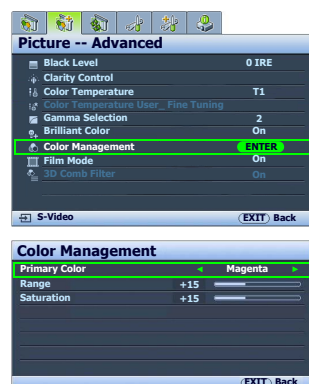 Picture -- Advanced
Black Level 0 IRE
Clarity Control
Color Temperature T1
Color Temperature User_ Fine Tuning
Gamma Selection 2
Brilliant Color On
Color Management ENTER
Film Mode On
3D Comb Filter On
S-Video EXIT Back
Color Management
Primary Color Magenta
Range +15
Saturation +15
EXIT Back